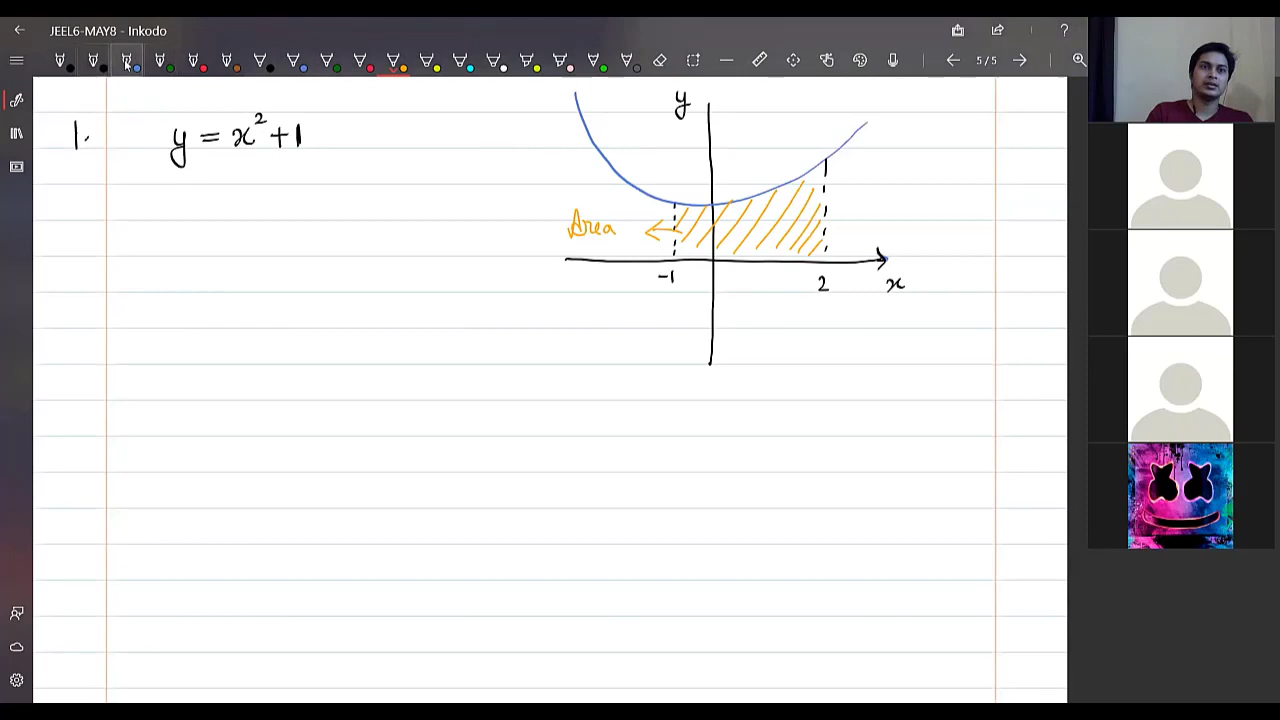 JEEL6-MAY8 - Inkodo
5/5
1. y = x² + 1
y
Area
-1
2
x